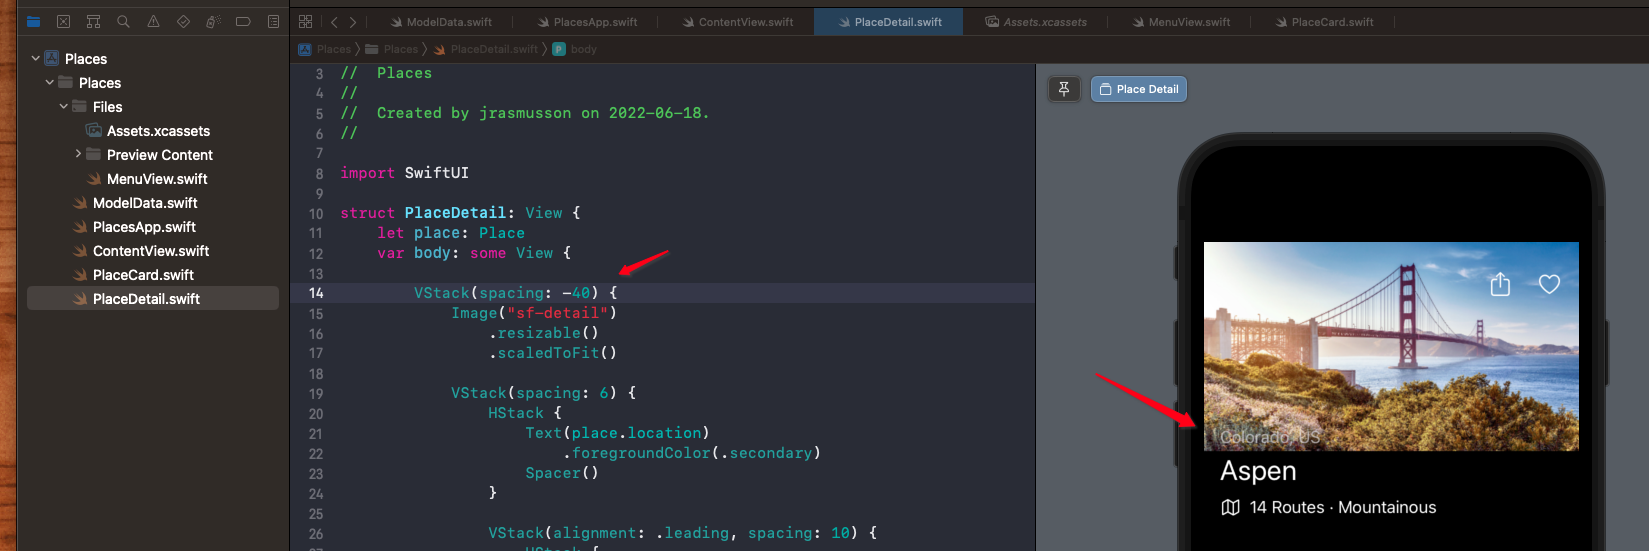 ModelData.swift
PlacesApp.swift
ContentView.swift
PlaceDetail.swift
Assets.xcassets
MenuView.swift
PlaceCard.swift
Places
Places
PlaceDetail.swift
P
body
Places
Places
Files
Assets.xcassets
Preview Content
MenuView.swift
ModelData.swift
PlacesApp.swift
ContentView.swift
PlaceCard.swift
PlaceDetail.swift
3 //  Places
4 //
5 //  Created by jrasmusson on 2022-06-18.
6 //
7
8 import SwiftUI
9
10 struct PlaceDetail: View {
11     let place: Place
12     var body: some View {
13
14         VStack(spacing: -40) {
15             Image("sf-detail")
16                 .resizable()
17                 .scaledToFit()
18
19             VStack(spacing: 6) {
20                 HStack {
21                     Text(place.location)
22                         .foregroundColor(.secondary)
23                     Spacer()
24                 }
25
26                 VStack(alignment: .leading, spacing: 10) {
Place Detail
Colorado, US
Aspen
14 Routes · Mountainous